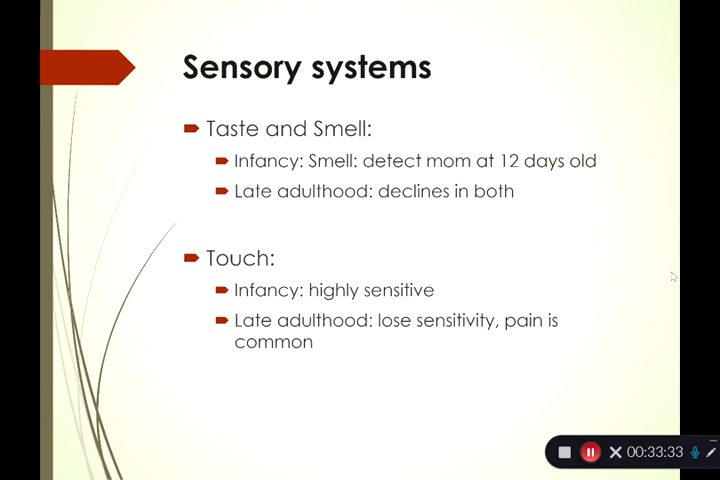 Sensory systems
Taste and Smell:
Infancy: Smell: detect mom at 12 days old
Late adulthood: declines in both
Touch:
Infancy: highly sensitive
Late adulthood: lose sensitivity, pain is
common
00:33:33